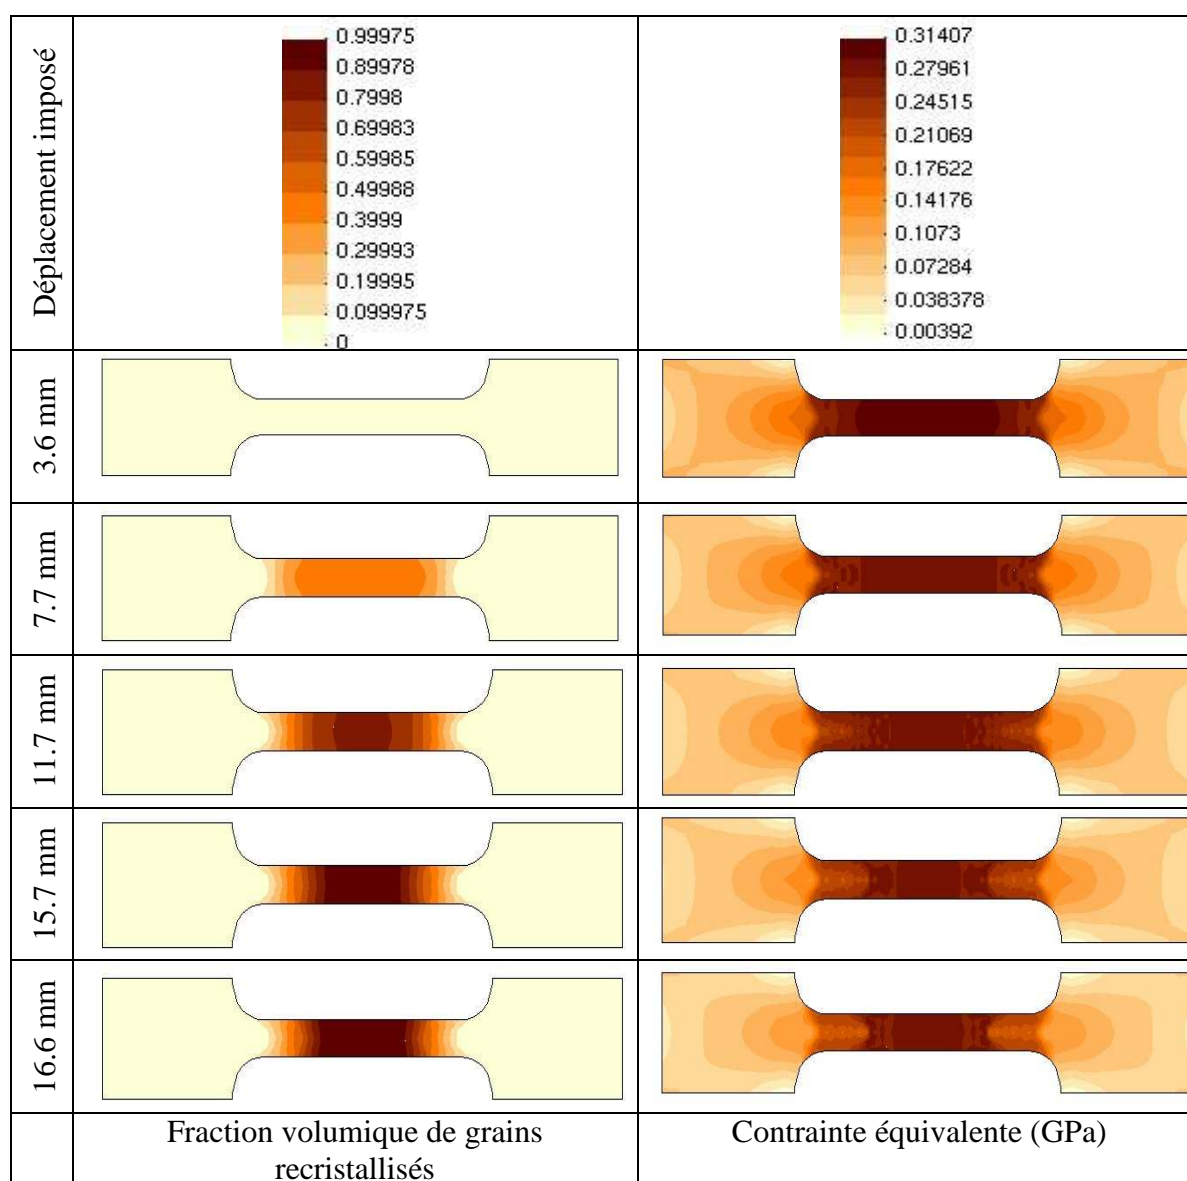 Déplacement imposé
0.99975
0.89978
0.7998
0.69983
0.59985
0.49988
0.3999
0.29993
0.19995
0.099975
0
0.31407
0.27961
0.24515
0.21069
0.17622
0.14176
0.1073
0.07284
0.038378
0.00392
3.6 mm
7.7 mm
11.7 mm
15.7 mm
16.6 mm
Fraction volumique de grains
recristallisés
Contrainte équivalente (GPa)